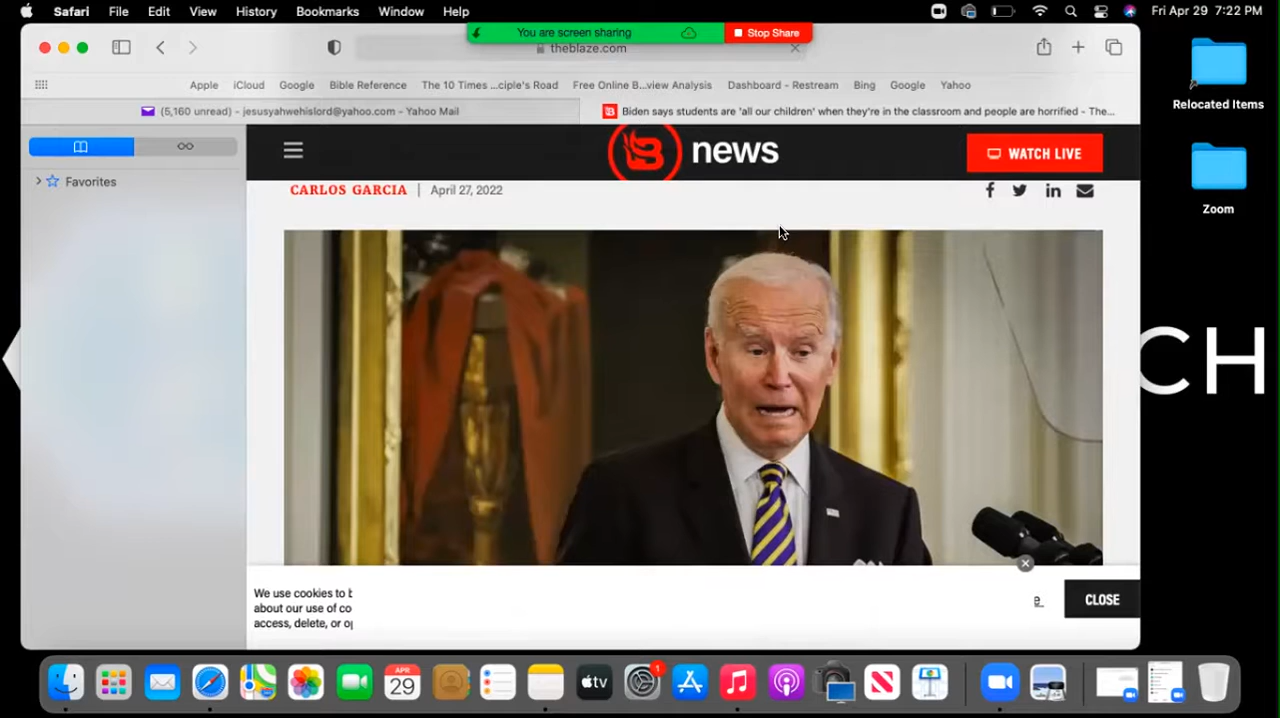 Safari File Edit View History Bookmarks Window Help Fri Apr 29 7:22 PM
You are screen sharing Stop Share
theblaze.com
Apple iCloud Google Bible Reference The 10 Times ...ciple's Road Free Online B...view Analysis Dashboard - Restream Bing Google Yahoo
(5,160 unread) - jesusyahwehislord@yahoo.com - Yahoo Mail
Biden says students are 'all our children' when they're in the classroom and people are horrified - The...
Relocated Items
news
WATCH LIVE
Favorites
CARLOS GARCIA | April 27, 2022
Zoom
CH
We use cookies to b
about our use of co
access, delete, or op
e
CLOSE
APR
29
tv
1